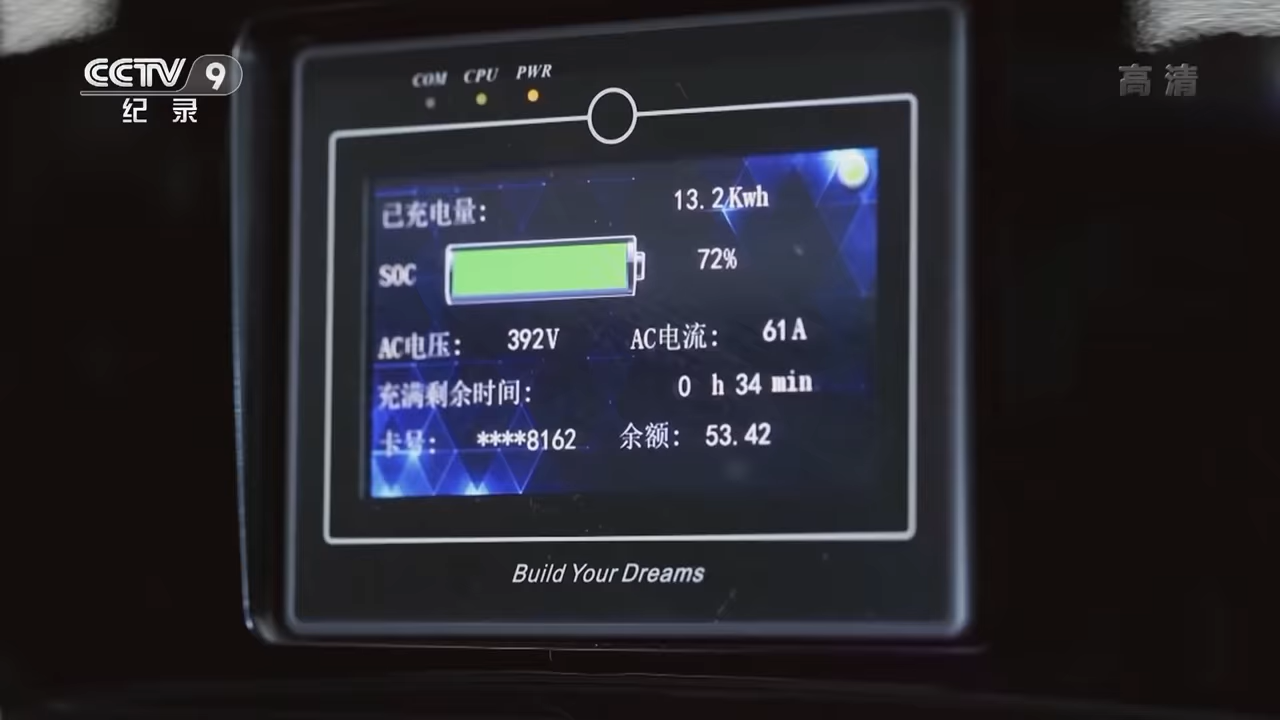 CCTV 9
纪录
高清
COM CPU PWR
已充电量： 13.2Kwh
SOC 72%
AC电压： 392V AC电流： 61A
充满剩余时间： 0 h 34 min
卡号： ****8162 余额： 53.42
Build Your Dreams